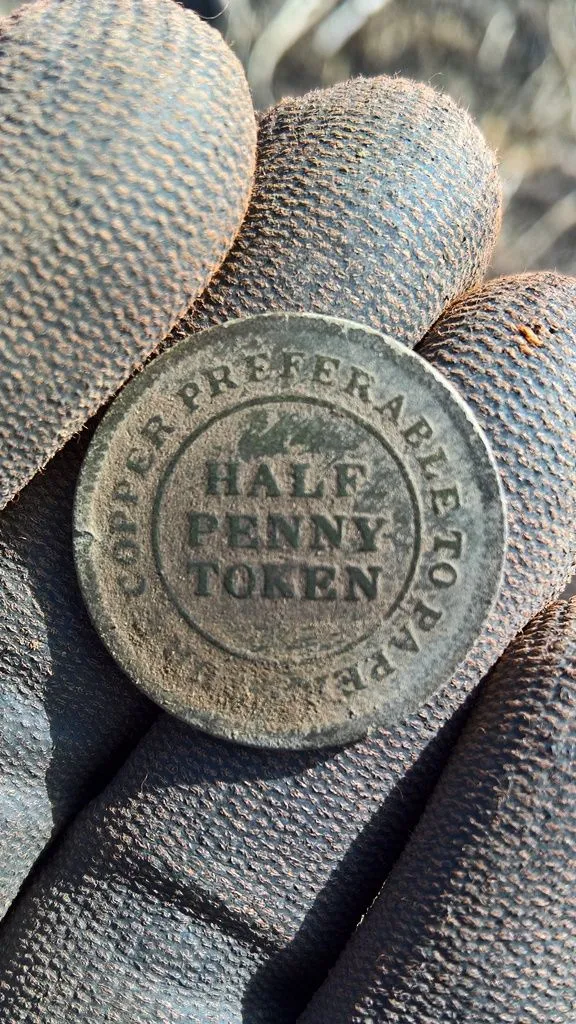 COPPER PREFERABLE TO PAPER
HALF
PENNY
TOKEN